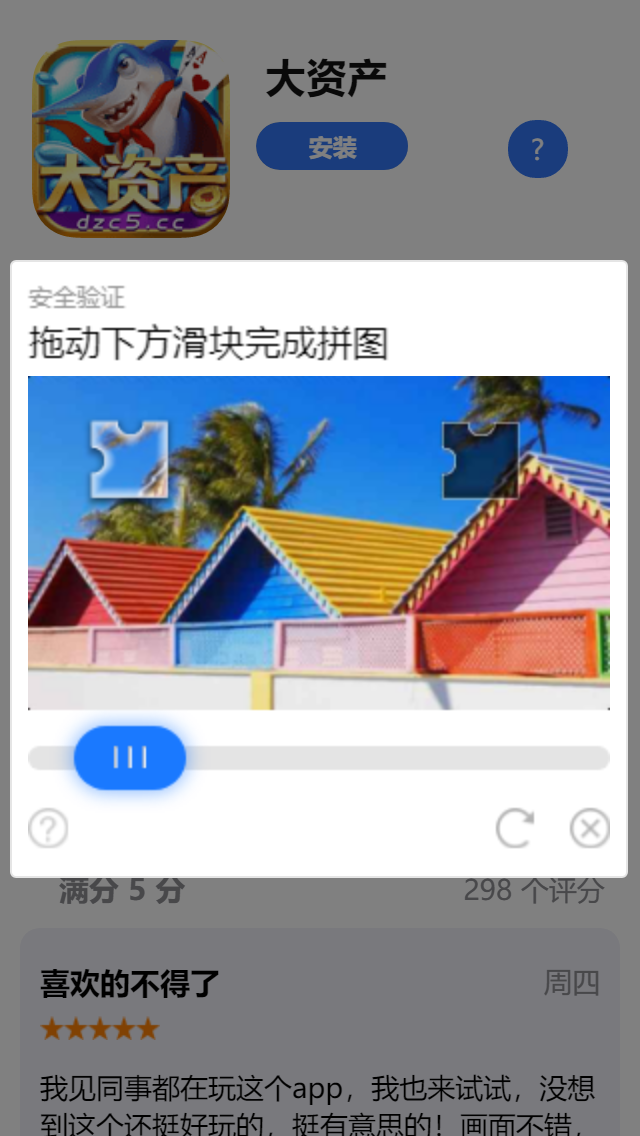 大资产
安装
?
大资产
dzc5.cc
安全验证
拖动下方滑块完成拼图
?
满分 5 分
298 个评分
喜欢的不得了
周四
★★★★★
我见同事都在玩这个app，我也来试试，没想
到这个还挺好玩的，挺有意思的！画面不错，